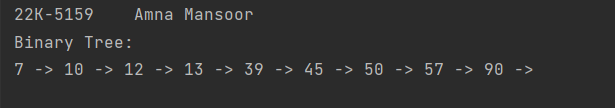 22K-5159    Amna Mansoor
Binary Tree:
7 -> 10 -> 12 -> 13 -> 39 -> 45 -> 50 -> 57 -> 90 ->